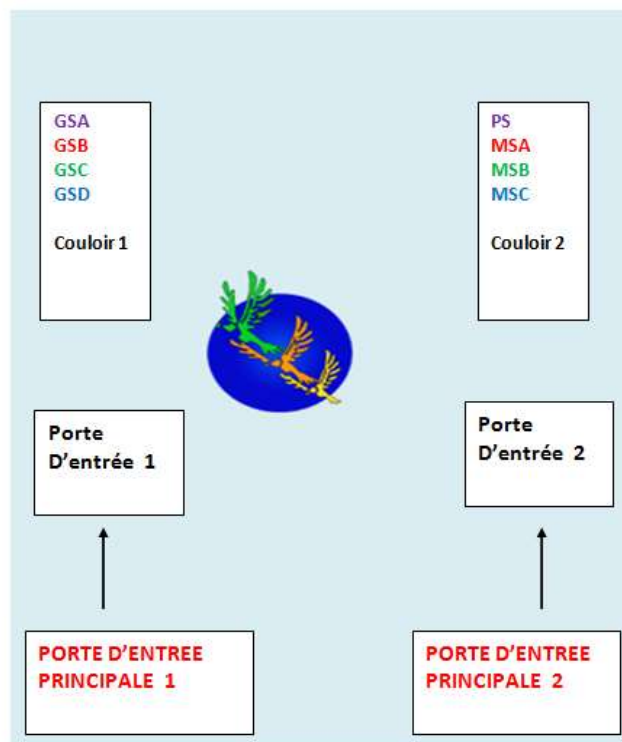 GSA
GSB
GSC
GSD
Couloir 1
PS
MSA
MSB
MSC
Couloir 2
Porte
D'entrée 1
Porte
D'entrée 2
PORTE D'ENTREE
PRINCIPALE 1
PORTE D'ENTREE
PRINCIPALE 2